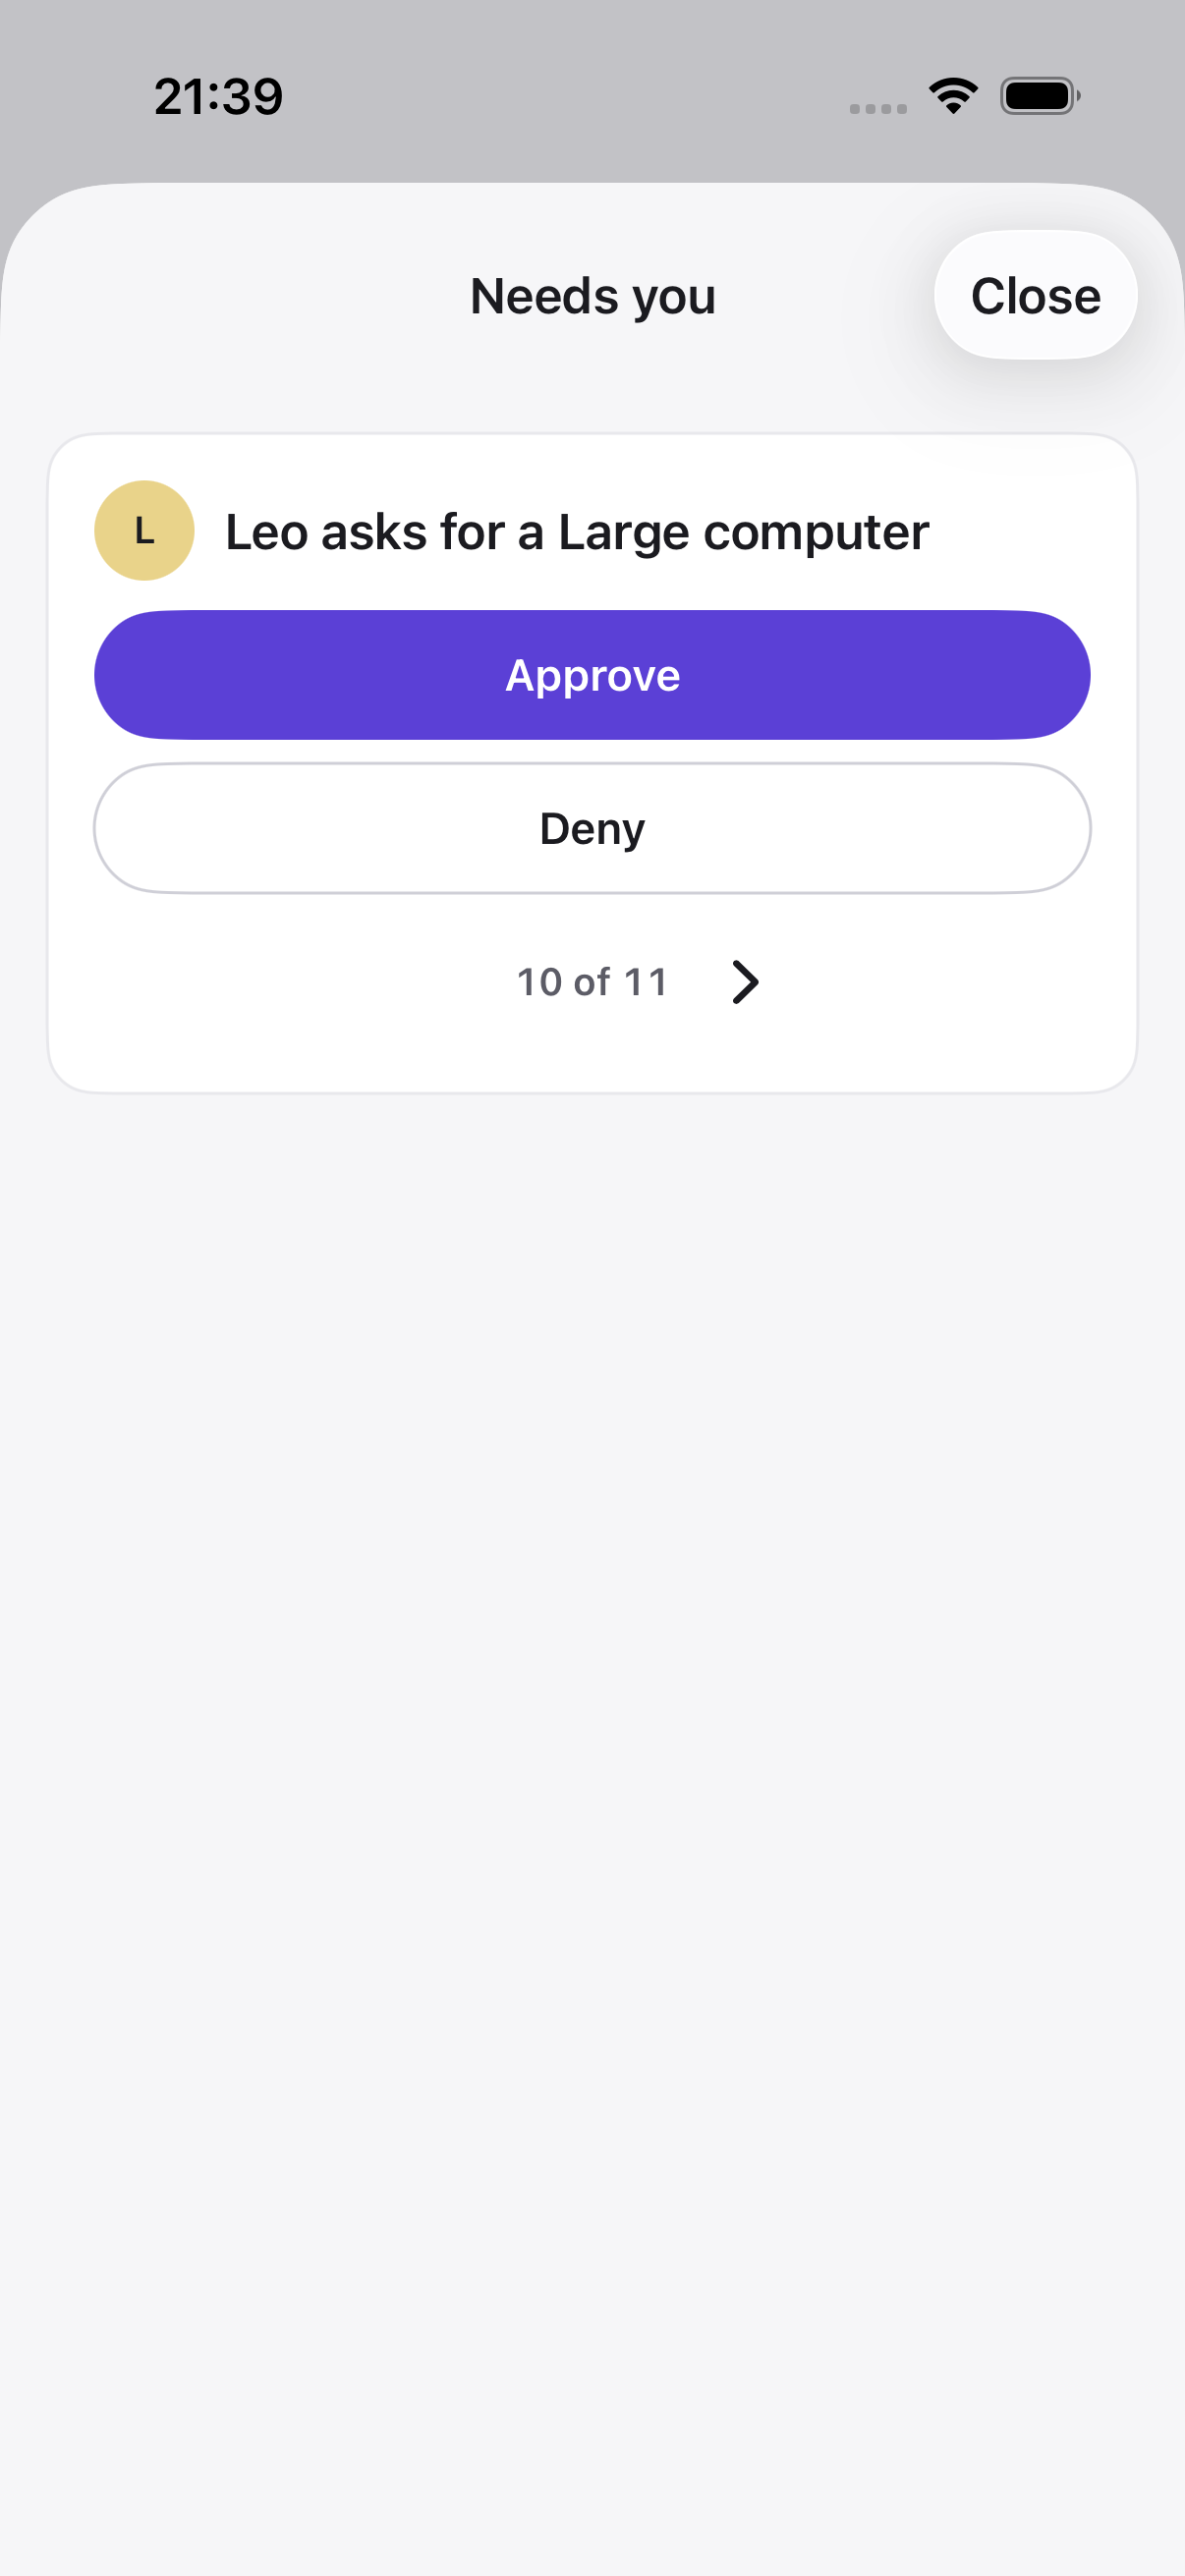 21:39
Needs you
Close
L
Leo asks for a Large computer
Approve
Deny
10 of 11